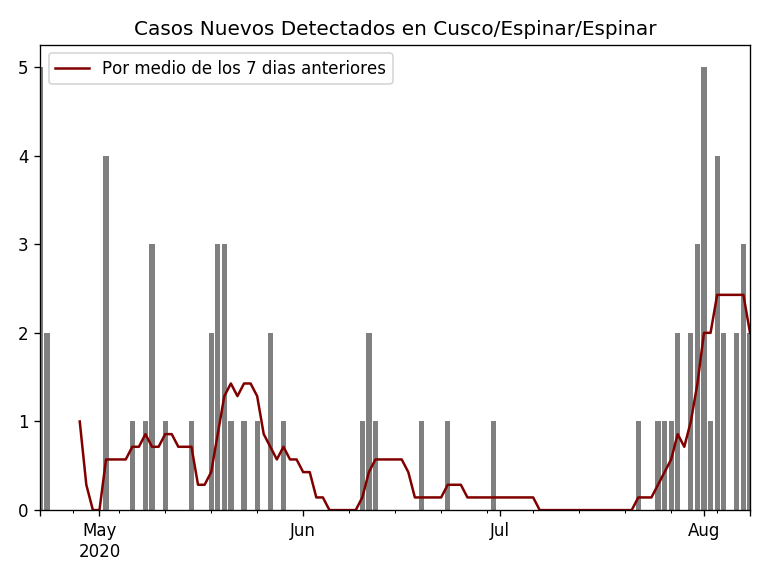 Casos Nuevos Detectados en Cusco/Espinar/Espinar
Por medio de los 7 dias anteriores
5
4
3
2
1
0
May Jun Jul Aug
2020